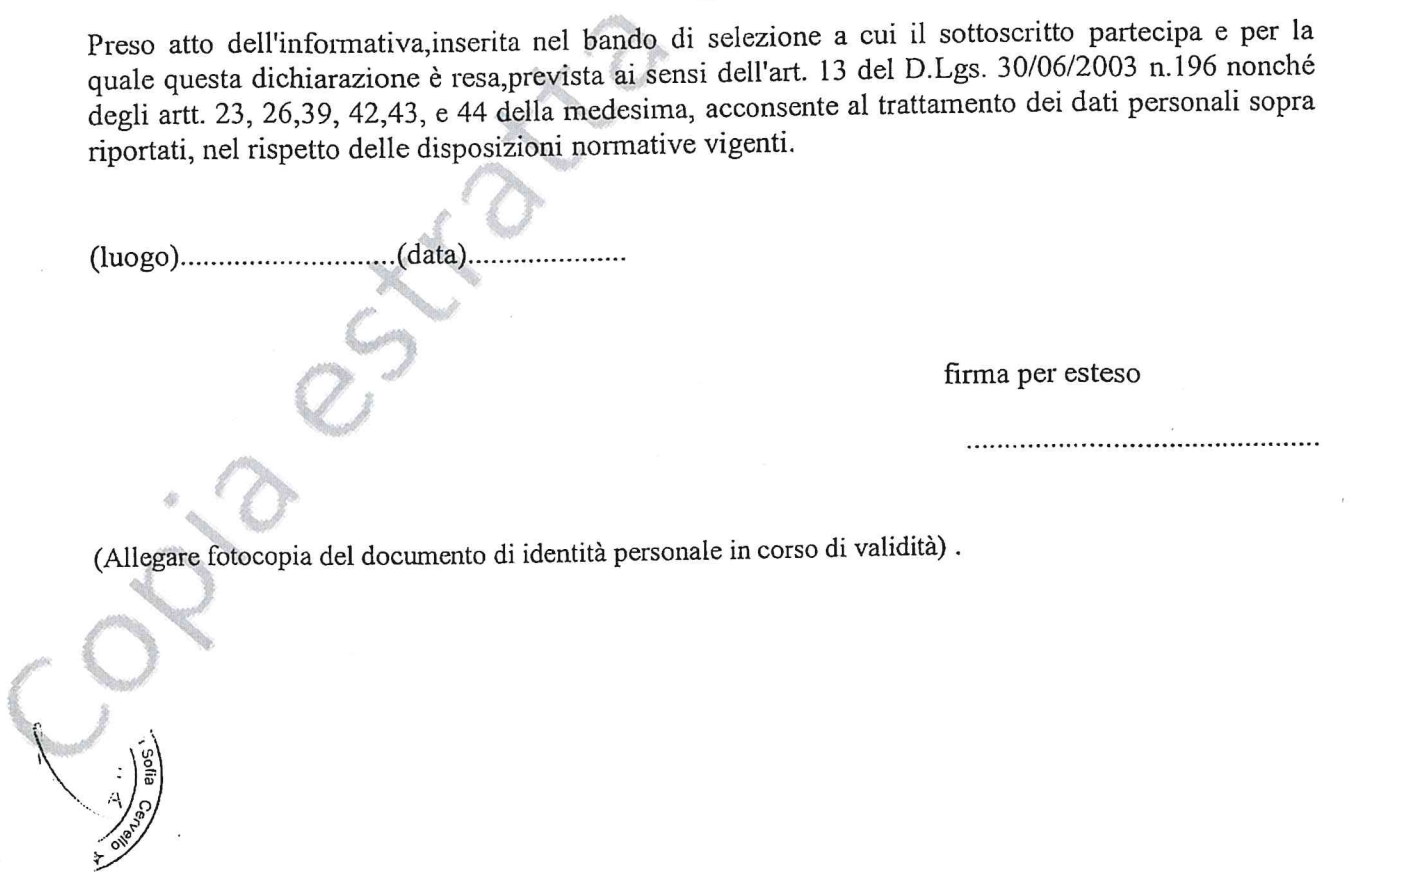 Preso atto dell'informativa,inserita nel bando di selezione a cui il sottoscritto partecipa e per la
quale questa dichiarazione è resa,prevista ai sensi dell'art. 13 del D.Lgs. 30/06/2003 n.196 nonché
degli artt. 23, 26,39, 42,43, e 44 della medesima, acconsente al trattamento dei dati personali sopra
riportati, nel rispetto delle disposizioni normative vigenti.
(luogo)............................(data).....................
firma per esteso
..............................................
(Allegare fotocopia del documento di identità personale in corso di validità) .
Copia estratta
Sofia Cervello